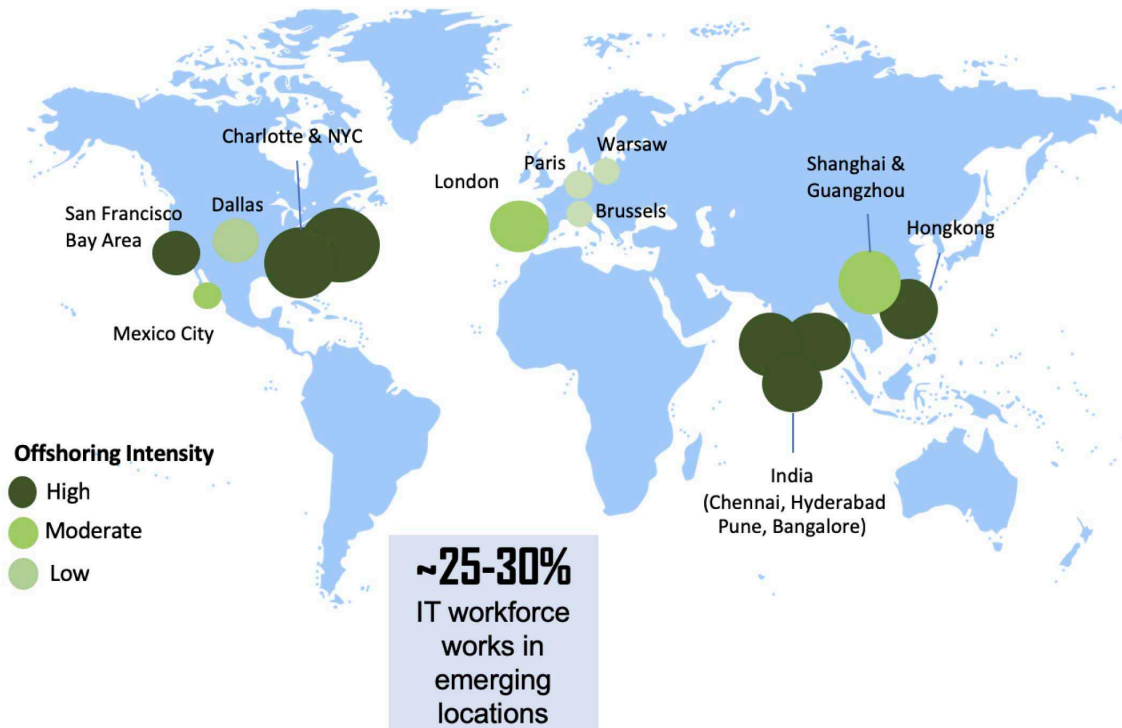 Charlotte & NYC
San Francisco
Bay Area
Dallas
Mexico City
London
Paris
Warsaw
Brussels
Shanghai &
Guangzhou
Hongkong
India
(Chennai, Hyderabad
Pune, Bangalore)
Offshoring Intensity
High
Moderate
Low
~25-30%
IT workforce
works in
emerging
locations